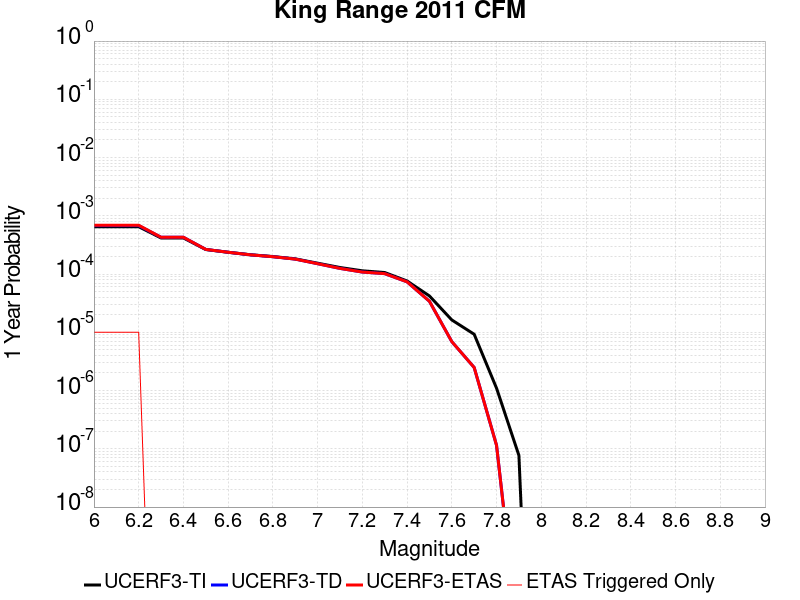 King Range 2011 CFM
10^0
10^-1
10^-2
10^-3
10^-4
10^-5
10^-6
10^-7
10^-8
1 Year Probability
6 6.2 6.4 6.6 6.8 7 7.2 7.4 7.6 7.8 8 8.2 8.4 8.6 8.8 9
Magnitude
UCERF3-TI UCERF3-TD UCERF3-ETAS ETAS Triggered Only